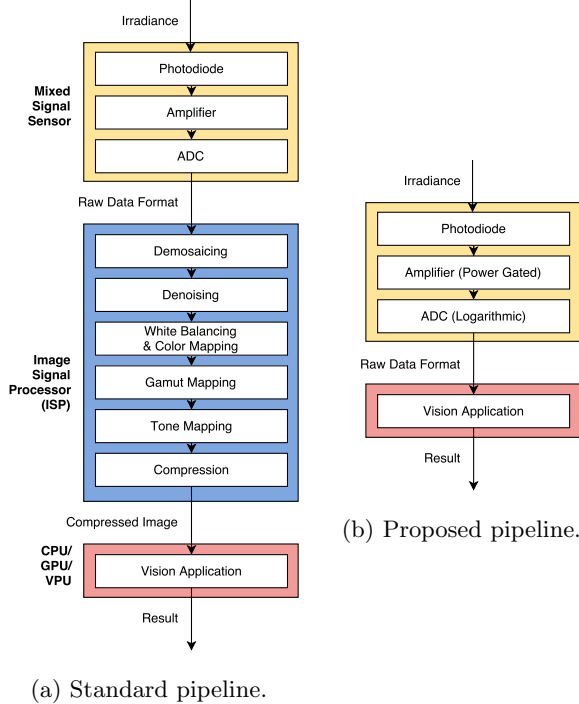 Irradiance
Mixed
Signal
Sensor
Photodiode
Amplifier
ADC
Raw Data Format
Image
Signal
Processor
(ISP)
Demosaicing
Denoising
White Balancing
& Color Mapping
Gamut Mapping
Tone Mapping
Compression
Compressed Image
CPU/
GPU/
VPU
Vision Application
Result
(a) Standard pipeline.
Irradiance
Photodiode
Amplifier (Power Gated)
ADC (Logarithmic)
Raw Data Format
Vision Application
Result
(b) Proposed pipeline.